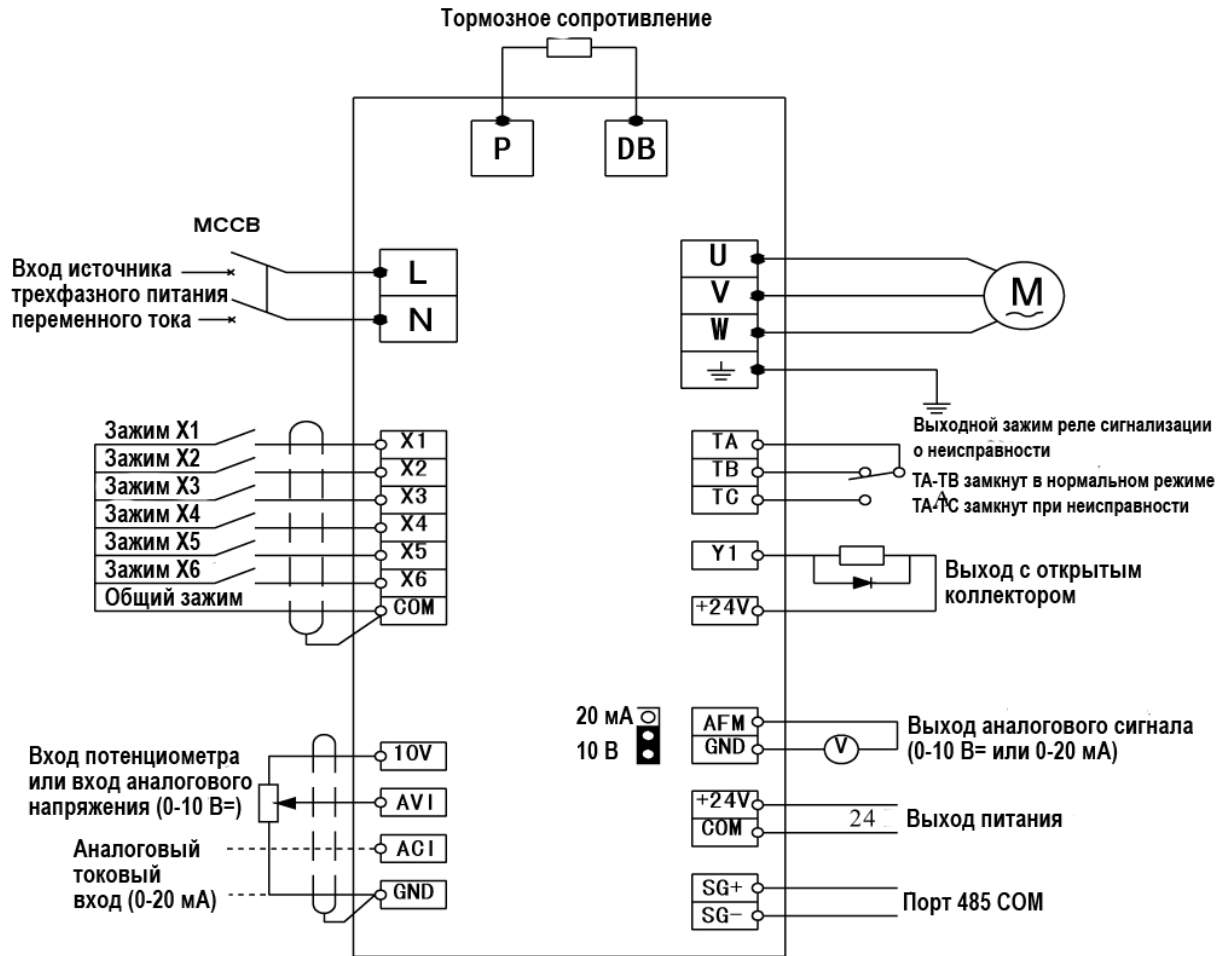 Тормозное сопротивление
P
DB
MCCB
Вход источника
трехфазного питания
переменного тока
L
N
U
V
W
M
Зажим X1
Зажим X2
Зажим X3
Зажим X4
Зажим X5
Зажим X6
Общий зажим
X1
X2
X3
X4
X5
X6
COM
TA
TB
TC
Выходной зажим реле сигнализации
о неисправности
TA-TB замкнут в нормальном режиме
TA-TC замкнут при неисправности
Y1
+24V
Выход с открытым
коллектором
20 мА
10 В
AFM
GND
V
Выход аналогового сигнала
(0-10 В= или 0-20 мА)
Вход потенциометра
или вход аналогового
напряжения (0-10 В=)
10V
AVI
ACI
GND
Аналоговый
токовый
вход (0-20 мА)
+24V
COM
24
Выход питания
SG+
SG-
Порт 485 COM